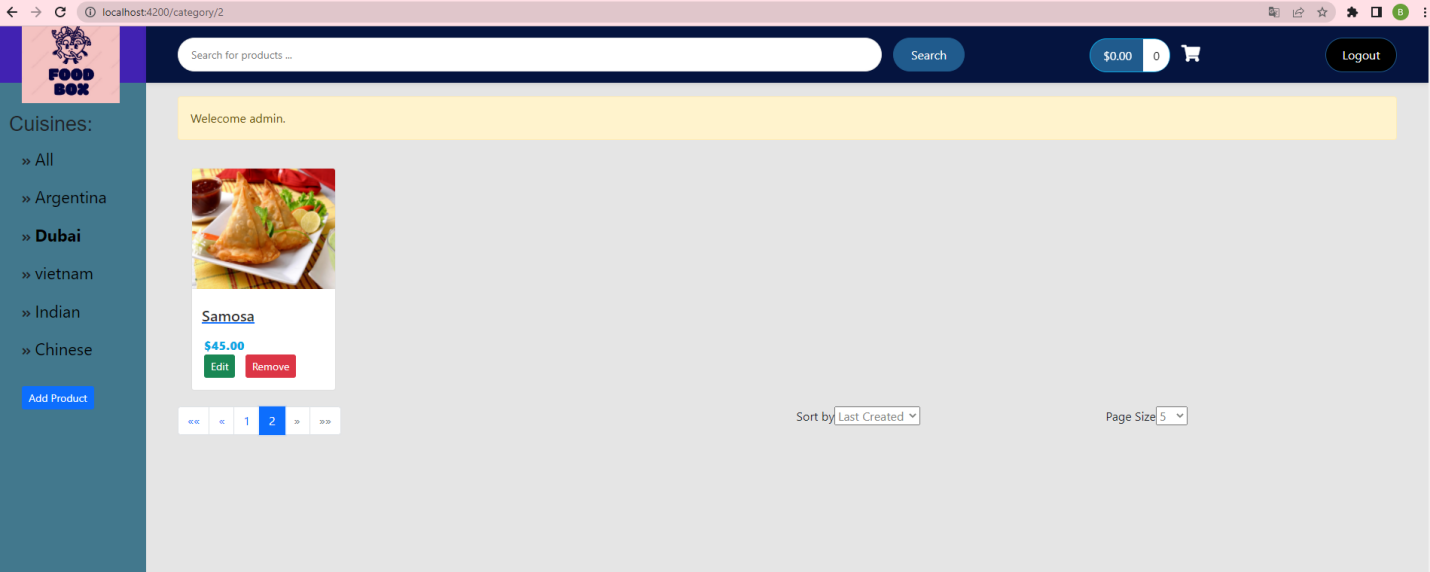 localhost:4200/category/2
B
FOOD
BOX
Search for products ...
Search
$0.00 0
Logout
Cuisines:
» All
» Argentina
» Dubai
» vietnam
» Indian
» Chinese
Add Product
Welecome admin.
Samosa
$45.00
Edit Remove
«« « 1 2 » »»
Sort by Last Created
Page Size 5